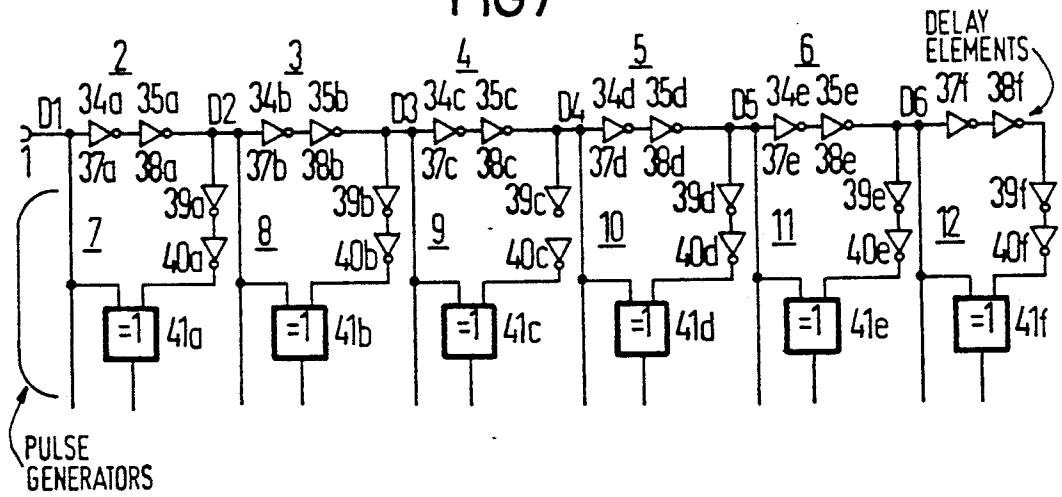 FIG7
DELAY
ELEMENTS
2 3 4 5 6
D1 34a 35a D2 34b 35b D3 34c 35c D4 34d 35d D5 34e 35e D6 37f 38f
1 37a 38a 37b 38b 37c 38c 37d 38d 37e 38e
39a 39b 39c 39d 39e 39f
7 8 9 10 11 12
40a 40b 40c 40d 40e 40f
=1 41a =1 41b =1 41c =1 41d =1 41e =1 41f
PULSE
GENERATORS